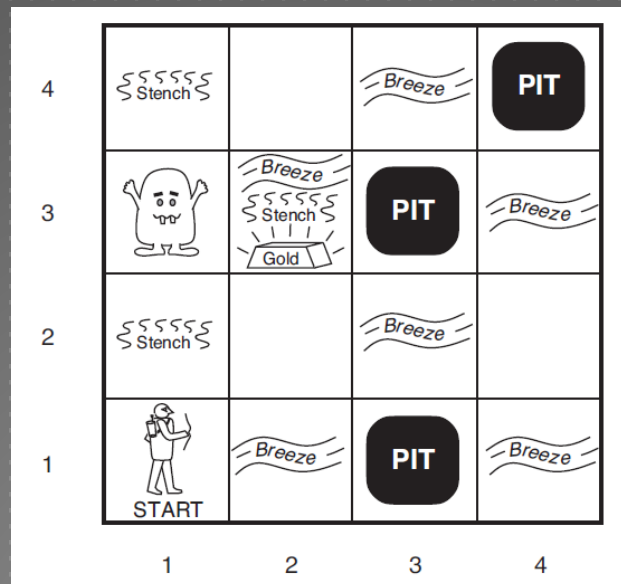 4
Stench
Breeze
PIT
3
Breeze
Stench
Gold
PIT
Breeze
2
Stench
Breeze
1
START
Breeze
PIT
Breeze
1 2 3 4